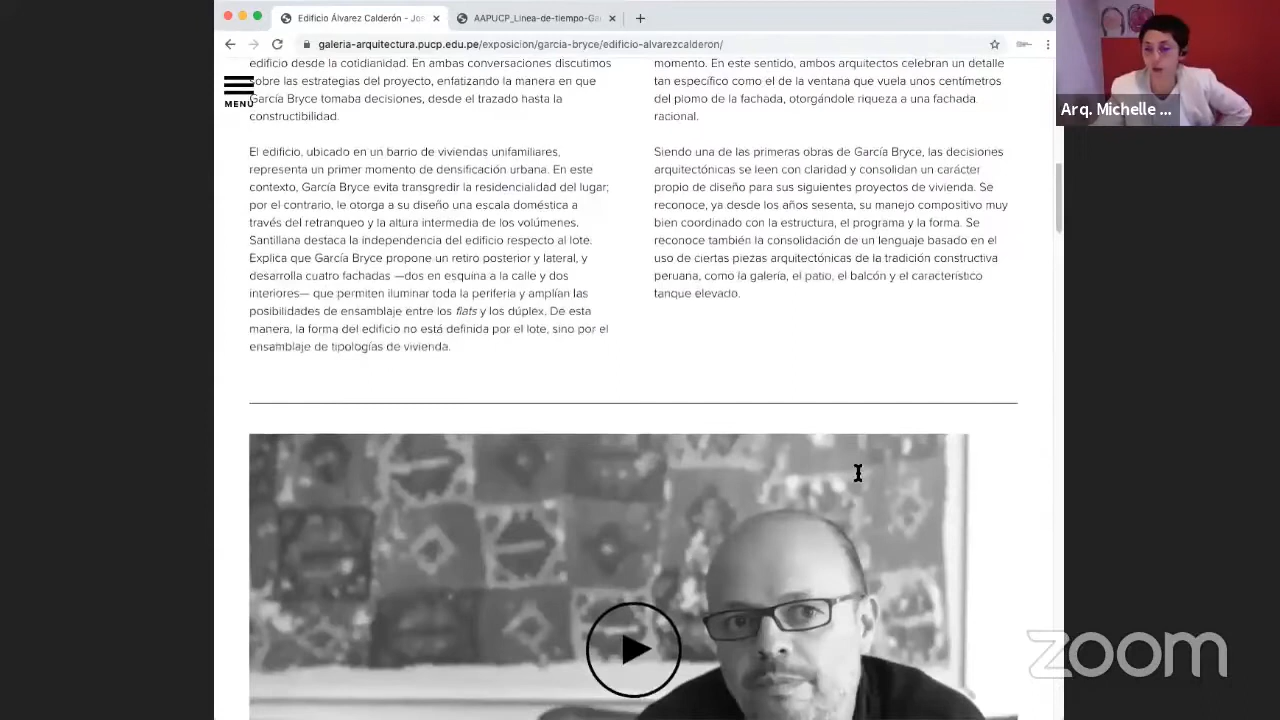 Edificio Álvarez Calderón - Jos
AAPUCP_Linea-de-tiempo-Ga
galeria-arquitectura.pucp.edu.pe/exposicion/garcia-bryce/edificio-alvarezcalderon/
MENÚ
edificio desde la cotidianidad. En ambas conversaciones discutimos
sobre las estrategias del proyecto, enfatizando la manera en que
García Bryce tomaba decisiones, desde el trazado hasta la
constructibilidad.
El edificio, ubicado en un barrio de viviendas unifamiliares,
representa un primer momento de densificación urbana. En este
contexto, García Bryce evita transgredir la residencialidad del lugar;
por el contrario, le otorga a su diseño una escala doméstica a
través del retranqueo y la altura intermedia de los volúmenes.
Santillana destaca la independencia del edificio respecto al lote.
Explica que García Bryce propone un retiro posterior y lateral, y
desarrolla cuatro fachadas —dos en esquina a la calle y dos
interiores— que permiten iluminar toda la periferia y amplían las
posibilidades de ensamblaje entre los flats y los dúplex. De esta
manera, la forma del edificio no está definida por el lote, sino por el
ensamblaje de tipologías de vivienda.
momento. En este sentido, ambos arquitectos celebran un detalle
tan específico como el de la ventana que vuela unos centímetros
del plomo de la fachada, otorgándole riqueza a una fachada
racional.
Siendo una de las primeras obras de García Bryce, las decisiones
arquitectónicas se leen con claridad y consolidan un carácter
propio de diseño para sus siguientes proyectos de vivienda. Se
reconoce, ya desde los años sesenta, su manejo compositivo muy
bien coordinado con la estructura, el programa y la forma. Se
reconoce también la consolidación de un lenguaje basado en el
uso de ciertas piezas arquitectónicas de la tradición constructiva
peruana, como la galería, el patio, el balcón y el característico
tanque elevado.
Arq. Michelle ...
zoom